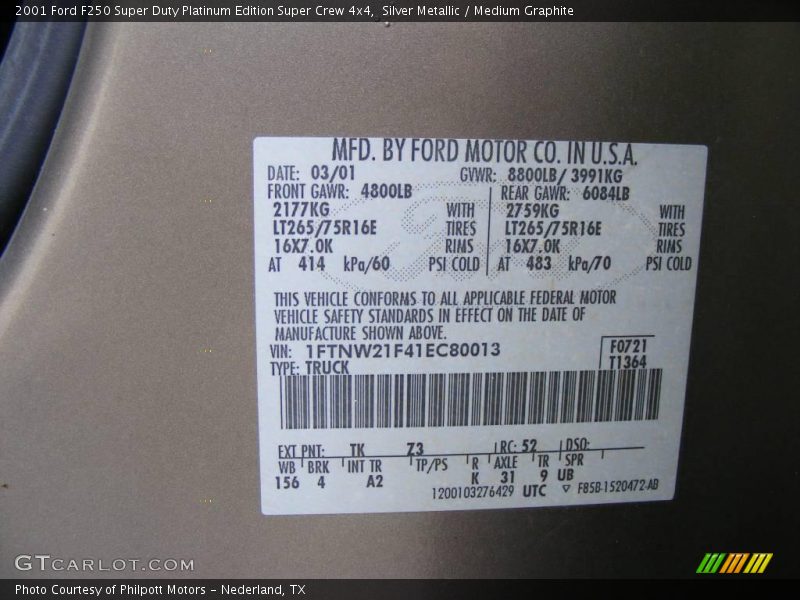 2001 Ford F250 Super Duty Platinum Edition Super Crew 4x4,  Silver Metallic / Medium Graphite
MFD. BY FORD MOTOR CO. IN U.S.A.
DATE: 03/01 GVWR: 8800LB/ 3991KG
FRONT GAWR: 4800LB REAR GAWR: 6084LB
2177KG WITH 2759KG WITH
LT265/75R16E TIRES LT265/75R16E TIRES
16X7.0K RIMS 16X7.0K RIMS
AT 414 kPa/60 PSI COLD AT 483 kPa/70 PSI COLD
THIS VEHICLE CONFORMS TO ALL APPLICABLE FEDERAL MOTOR
VEHICLE SAFETY STANDARDS IN EFFECT ON THE DATE OF
MANUFACTURE SHOWN ABOVE.
VIN: 1FTNW21F41EC80013 F0721
TYPE: TRUCK T1364
EXT PNT: TK Z3 RC: 52 DSO:
WB BRK INT TR TP/PS R AXLE TR SPR
156 4 A2 K 31 9 UB
1200103276429 UTC ▽ F85B-1520472-AB
GTCARLOT.COM
Photo Courtesy of Philpott Motors - Nederland, TX